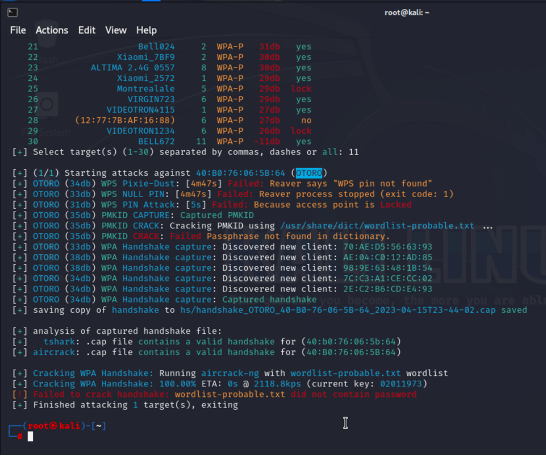 root@kali: ~
File Actions Edit View Help
21 Bell024 2 WPA-P 31db yes
22 Xiaomi_7BF9 2 WPA-P 30db yes
23 ALTIMA 2.4G 0557 8 WPA-P 30db yes
24 Xiaomi_2572 1 WPA-P 29db yes
25 Montrealale 5 WPA-P 29db lock
26 VIRGIN723 6 WPA-P 29db yes
27 VIDEOTRON4115 1 WPA-P 27db yes
28 (12:77:7B:AF:16:88) 6 WPA-P 27db no
29 VIDEOTRON1234 6 WPA-P 24db lock
30 BELL672 11 WPA-P 11db yes
[+] Select target(s) (1-30) separated by commas, dashes or all: 11
[+] (1/1) Starting attacks against 40:B0:76:06:5B:64 (OTORO)
[+] OTORO (34db) WPS Pixie-Dust: [4m47s] Failed: Reaver says "WPS pin not found"
[+] OTORO (33db) WPS NULL PIN: [4m47s] Failed: Reaver process stopped (exit code: 1)
[+] OTORO (31db) WPS PIN Attack: [5s] Failed: Because access point is Locked
[+] OTORO (35db) PMKID CAPTURE: Captured PMKID
[+] OTORO (35db) PMKID CRACK: Cracking PMKID using /usr/share/dict/wordlist-probable.txt ...
[+] OTORO (35db) PMKID CRACK: Failed Passphrase not found in dictionary.
[+] OTORO (33db) WPA Handshake capture: Discovered new client: 70:AE:D5:56:63:93
[+] OTORO (38db) WPA Handshake capture: Discovered new client: AE:04:C0:12:AD:85
[+] OTORO (38db) WPA Handshake capture: Discovered new client: 98:9E:63:48:1B:54
[+] OTORO (34db) WPA Handshake capture: Discovered new client: 7C:C3:A1:CE:CC:02
[+] OTORO (34db) WPA Handshake capture: Discovered new client: 2E:C2:B6:CD:E4:93
[+] OTORO (34db) WPA Handshake capture: Captured handshake
[+] saving copy of handshake to hs/handshake_OTORO_40-B0-76-06-5B-64_2023-04-15T23-44-02.cap saved
[+] analysis of captured handshake file:
[+] tshark: .cap file contains a valid handshake for (40:b0:76:06:5b:64)
[+] aircrack: .cap file contains a valid handshake for (40:B0:76:06:5B:64)
[+] Cracking WPA Handshake: Running aircrack-ng with wordlist-probable.txt wordlist
[+] Cracking WPA Handshake: 100.00% ETA: 0s @ 2118.8kps (current key: 02011973)
[!] Failed to crack handshake: wordlist-probable.txt did not contain password
[+] Finished attacking 1 target(s), exiting
(root㉿kali)-[~]
#